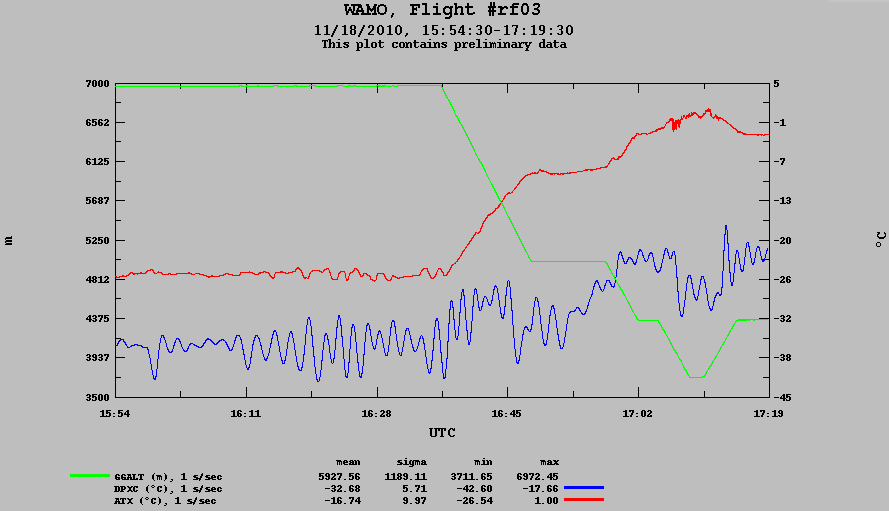 WAMO, Flight #rf03
11/18/2010, 15:54:30-17:19:30
This plot contains preliminary data
7000 5
6562 -1
6125 -7
5687 -13
5250 -20
4812 -26
4375 -32
3937 -38
3500 -45
m
°C
15:54 16:11 16:28 16:45 17:02 17:19
UTC
mean sigma min max
GGALT (m), 1 s/sec 5927.56 1189.11 3711.65 6972.45
DPXC (°C), 1 s/sec -32.68 5.71 -42.60 -17.66
ATX (°C), 1 s/sec -16.74 9.97 -26.54 1.00